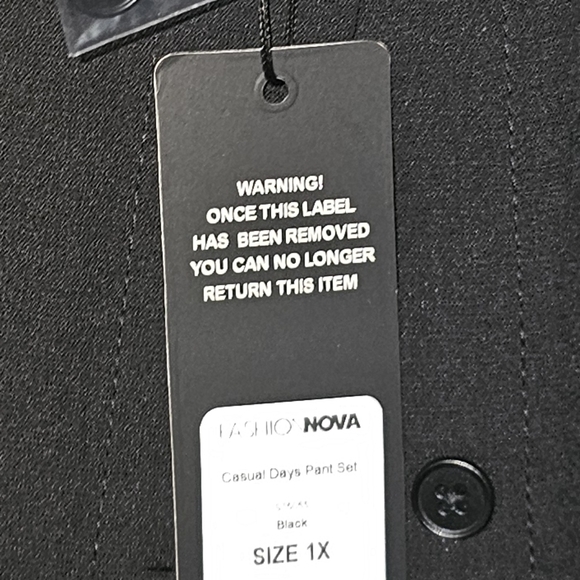 WARNING!
ONCE THIS LABEL
HAS BEEN REMOVED
YOU CAN NO LONGER
RETURN THIS ITEM
FASHION NOVA
Casual Days Pant Set
Black
SIZE 1X